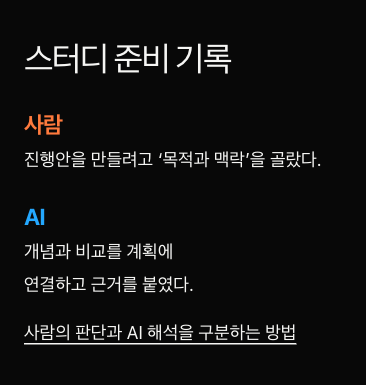 스터디 준비 기록
사람
진행안을 만들려고 ‘목적과 맥락’을 골랐다.
AI
개념과 비교를 계획에
연결하고 근거를 붙였다.
사람의 판단과 AI 해석을 구분하는 방법